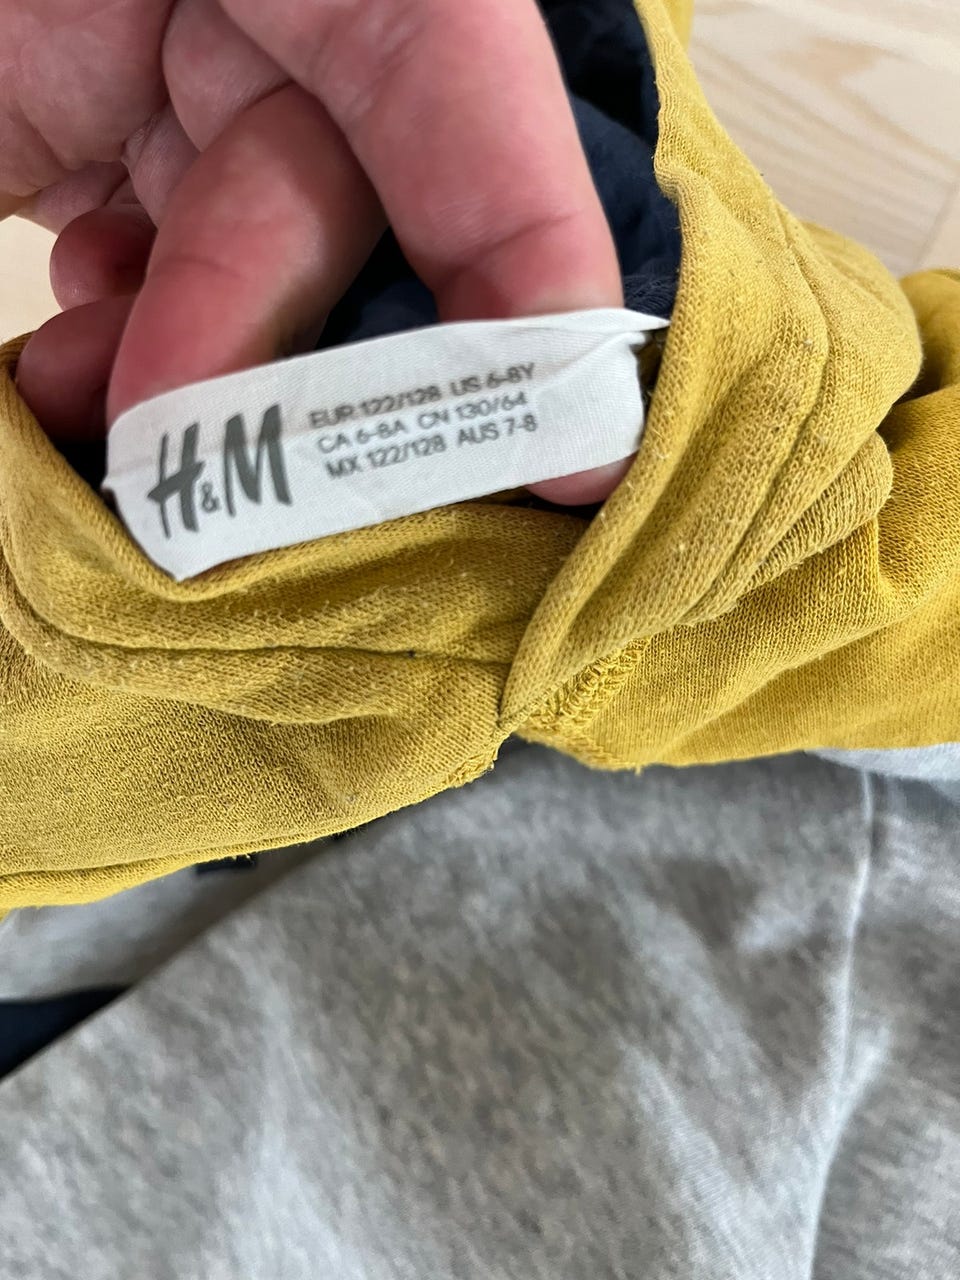 H&M
EUR 122/128 US 6-8Y
CA 6-8A CN 130/64
MX 122/128 AUS 7-8